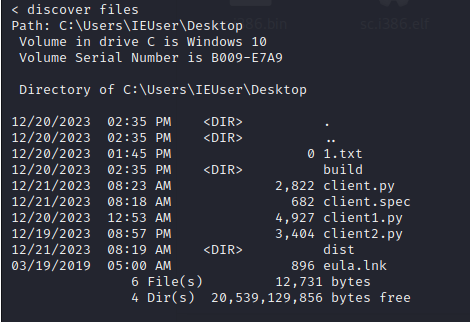 86.bin
sc.i386.elf
< discover files
Path: C:\Users\IEUser\Desktop
 Volume in drive C is Windows 10
 Volume Serial Number is B009-E7A9

 Directory of C:\Users\IEUser\Desktop

12/20/2023  02:35 PM    <DIR>          .
12/20/2023  02:35 PM    <DIR>          ..
12/20/2023  01:45 PM                 0 1.txt
12/20/2023  02:35 PM    <DIR>          build
12/21/2023  08:23 AM             2,822 client.py
12/21/2023  08:18 AM               682 client.spec
12/20/2023  12:53 AM             4,927 client1.py
12/19/2023  08:57 PM             3,404 client2.py
12/21/2023  08:19 AM    <DIR>          dist
03/19/2019  05:00 AM               896 eula.lnk
               6 File(s)         12,731 bytes
               4 Dir(s)  20,539,129,856 bytes free